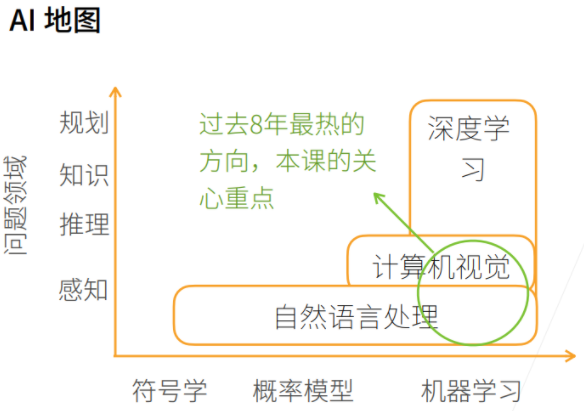 AI 地图
问题领域
规划
知识
推理
感知
过去8年最热的
方向，本课的关
心重点
深度学
习
计算机视觉
自然语言处理
符号学
概率模型
机器学习